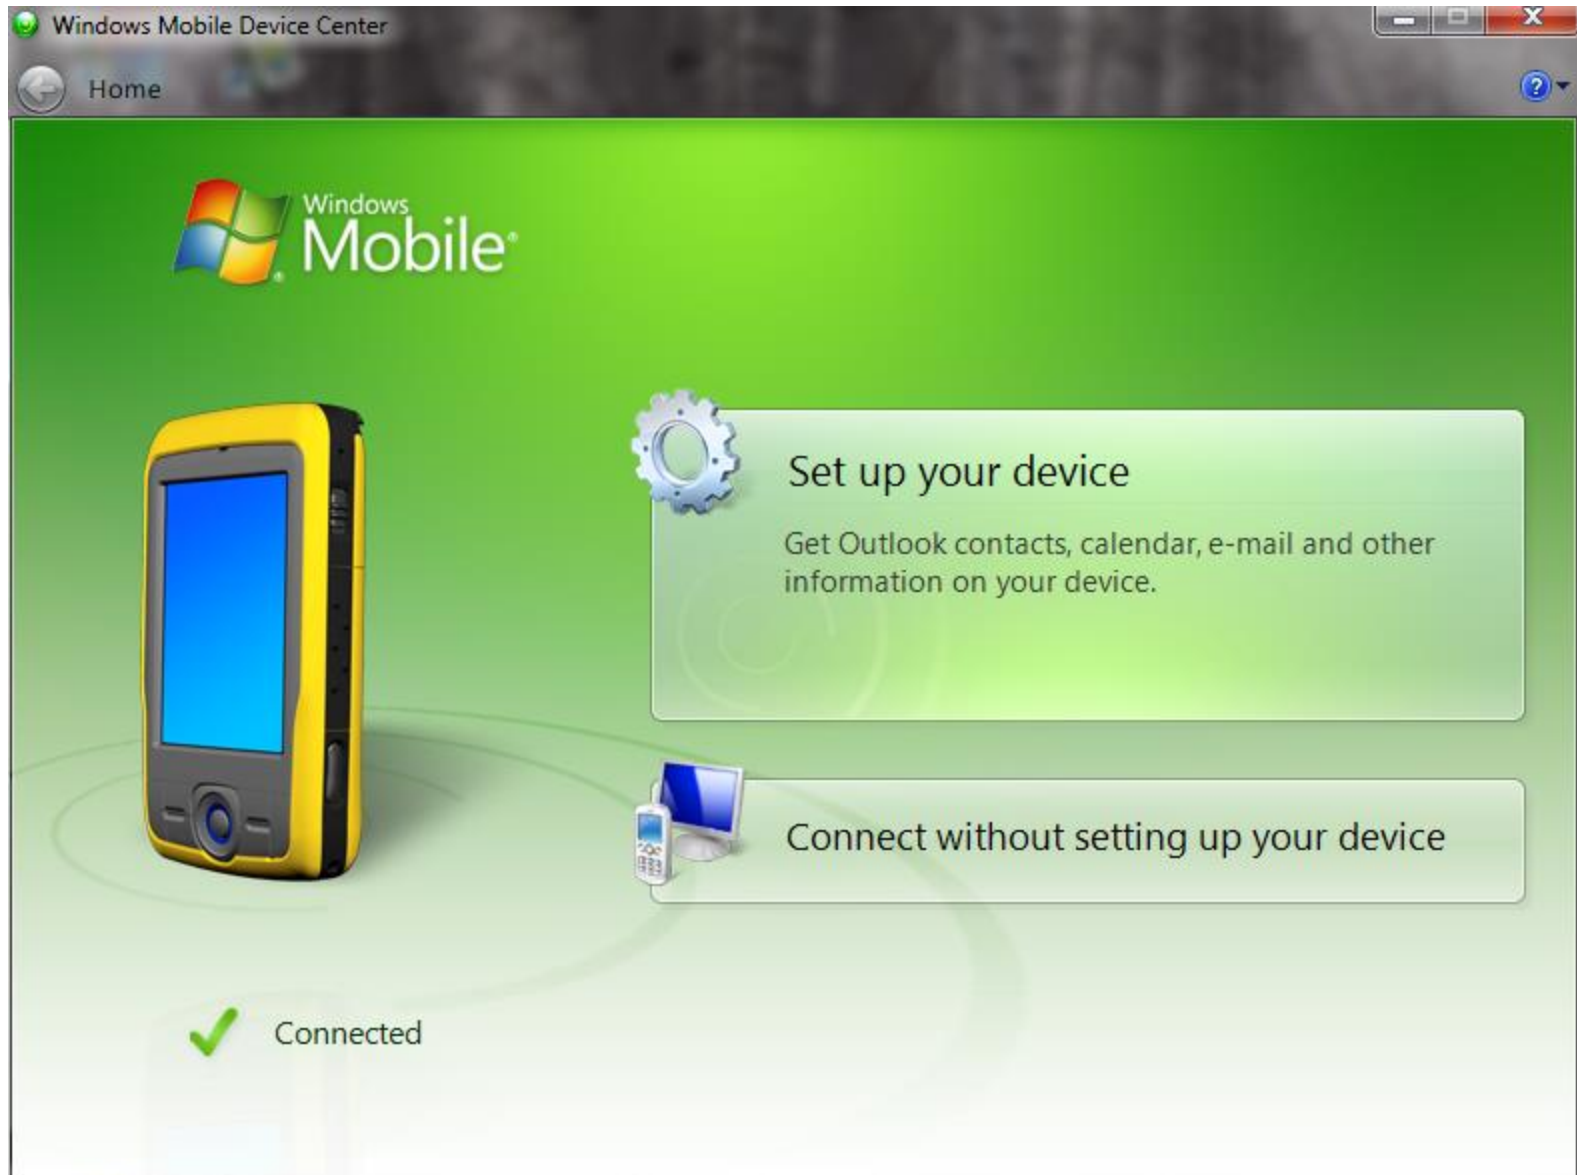 Windows Mobile Device Center
Home
Windows
Mobile®
Set up your device
Get Outlook contacts, calendar, e-mail and other
information on your device.
Connect without setting up your device
Connected